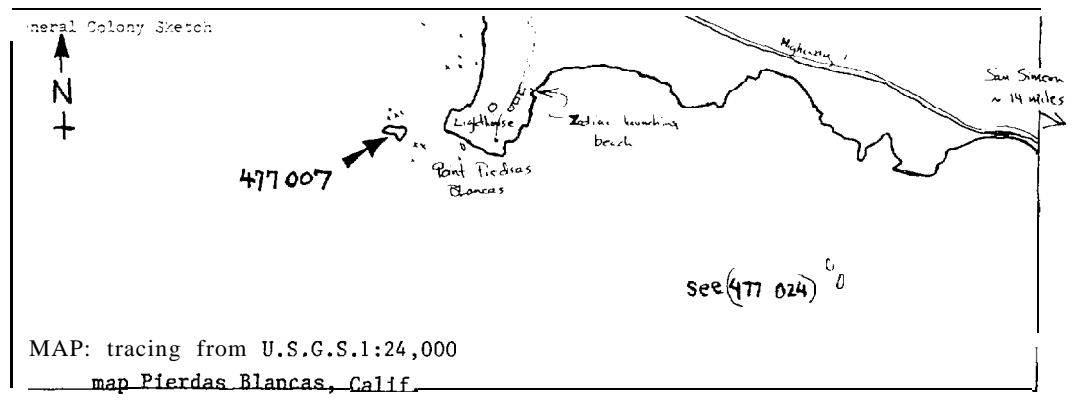 neral Colony Sketch
Highway 1
San Simeon
~ 14 miles
N
Lighthouse
Zodiac launching
beach
477 007
Point Piedras
Blancas
see (477 024)
MAP: tracing from U.S.G.S.1:24,000
map Pierdas Blancas, Calif.